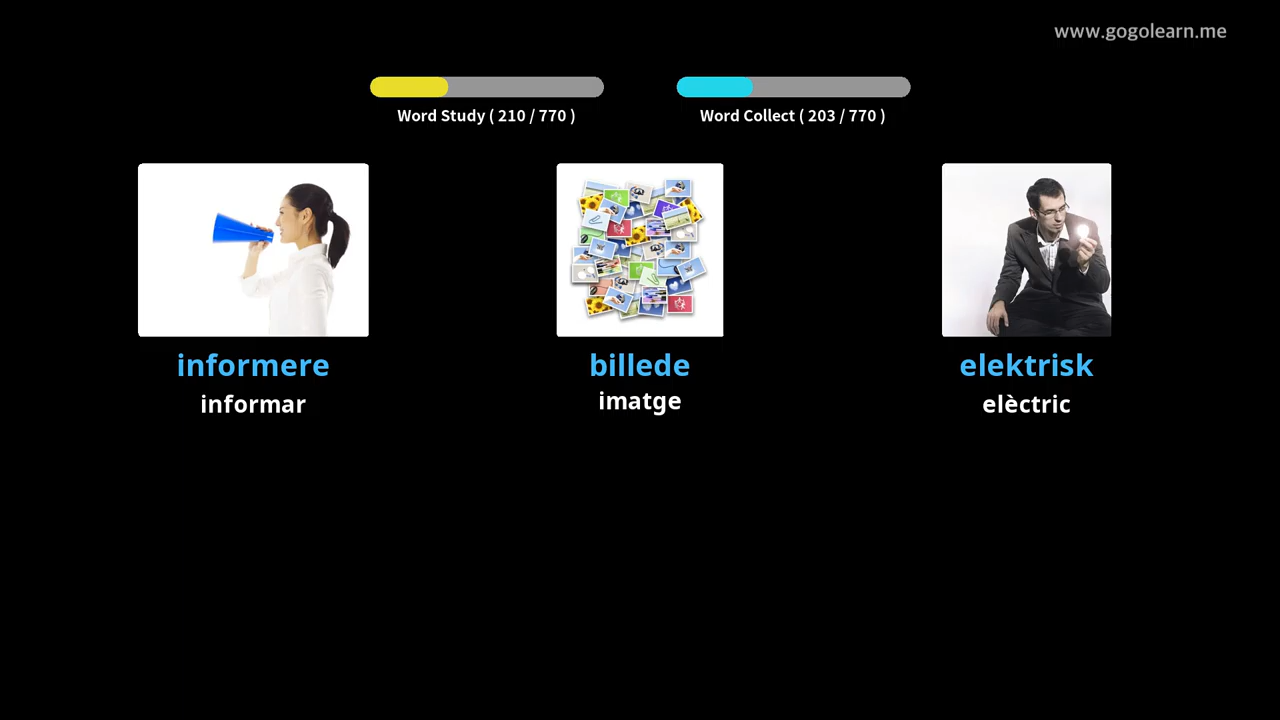 www.gogolearn.me
Word Study ( 210 / 770 )
Word Collect ( 203 / 770 )
informere
informar
billede
imatge
elektrisk
elèctric